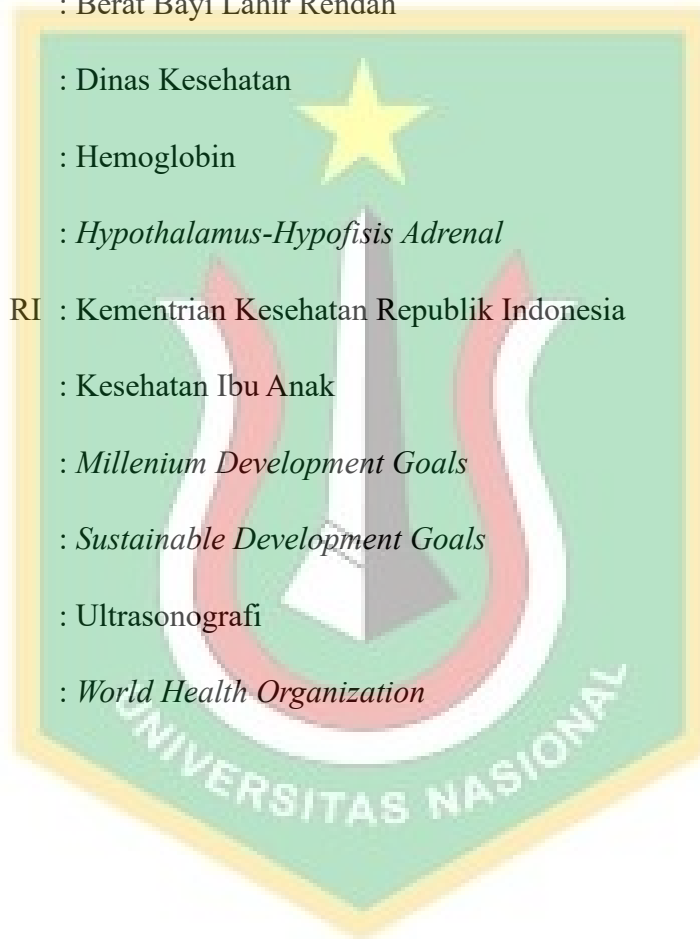 : Berat Bayi Lahir Rendah
: Dinas Kesehatan
: Hemoglobin
: Hypothalamus-Hypofisis Adrenal
RI : Kementrian Kesehatan Republik Indonesia
: Kesehatan Ibu Anak
: Millenium Development Goals
: Sustainable Development Goals
: Ultrasonografi
: World Health Organization
UNIVERSITAS NASIONAL